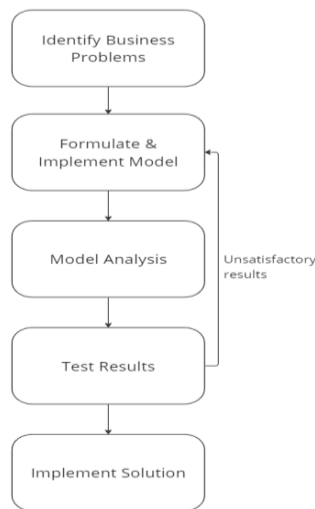 Identify Business
Problems
Formulate &
Implement Model
Model Analysis
Unsatisfactory
results
Test Results
Implement Solution